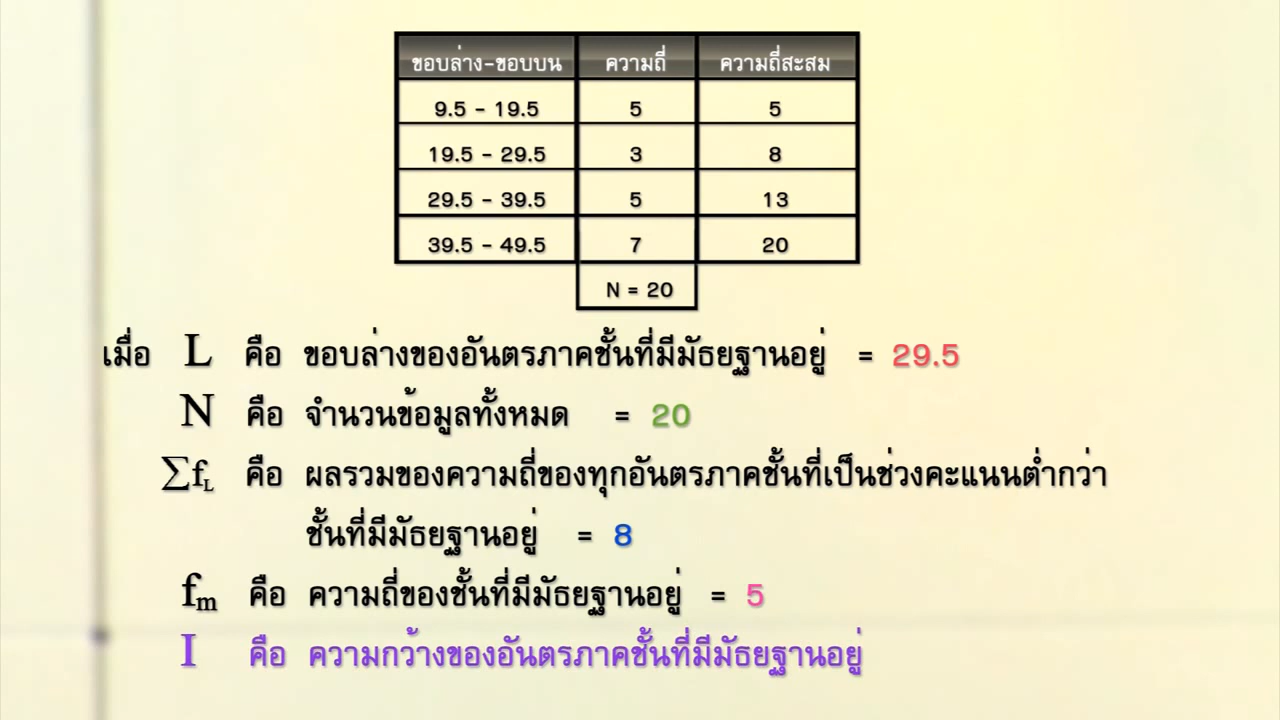 ขอบล่าง-ขอบบน ความถี่ ความถี่สะสม
9.5 - 19.5 5 5
19.5 - 29.5 3 8
29.5 - 39.5 5 13
39.5 - 49.5 7 20
N = 20
เมื่อ L คือ ขอบล่างของอันตรภาคชั้นที่มีมัธยฐานอยู่ = 29.5
N คือ จำนวนข้อมูลทั้งหมด = 20
∑fL คือ ผลรวมของความถี่ของทุกอันตรภาคชั้นที่เป็นช่วงคะแนนต่ำกว่า
ชั้นที่มีมัธยฐานอยู่ = 8
fm คือ ความถี่ของชั้นที่มีมัธยฐานอยู่ = 5
I คือ ความกว้างของอันตรภาคชั้นที่มีมัธยฐานอยู่